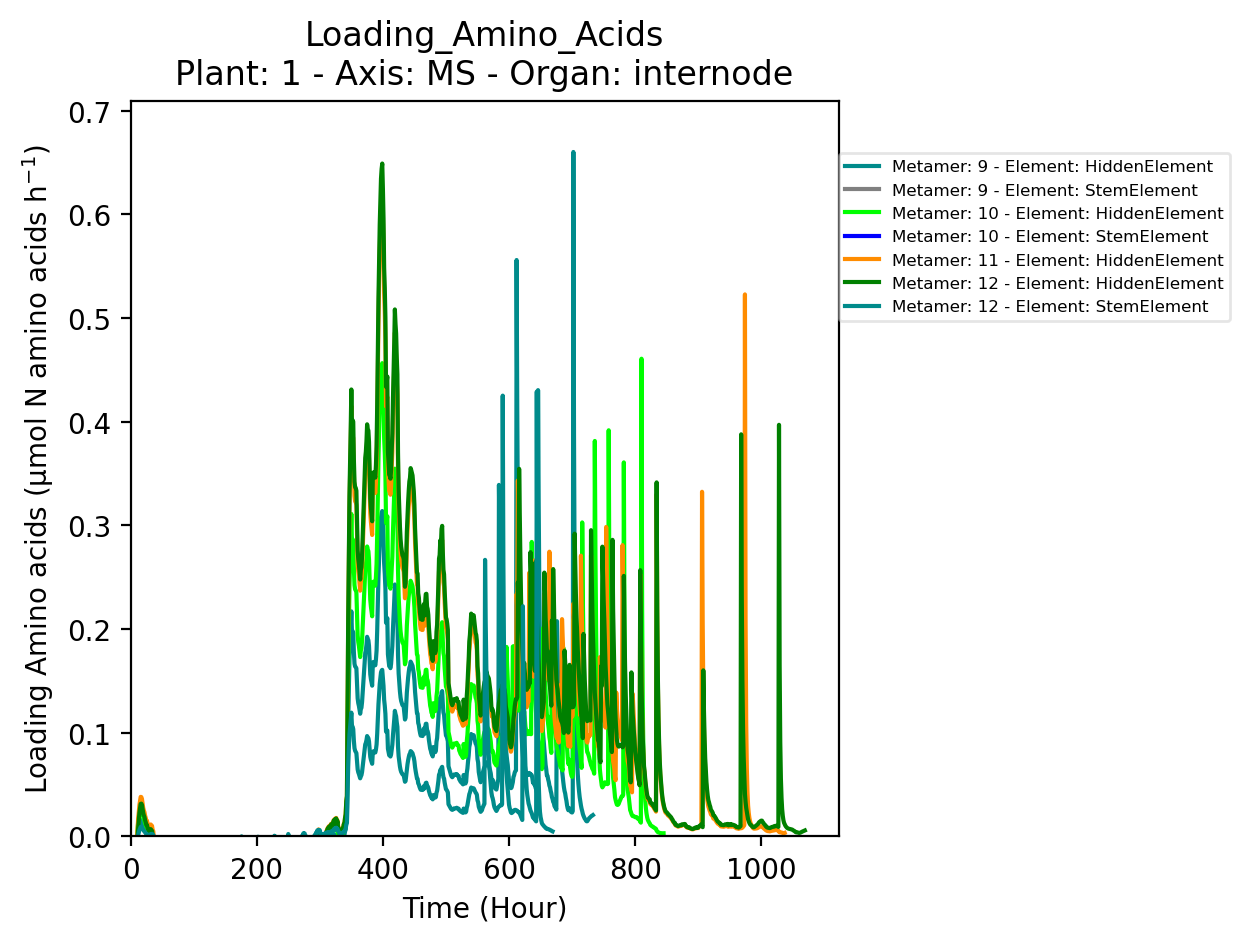 Loading_Amino_Acids
Plant: 1 - Axis: MS - Organ: internode
Loading Amino acids (µmol N amino acids h⁻¹)
0.7
0.6
0.5
0.4
0.3
0.2
0.1
0.0
0
200
400
600
800
1000
Time (Hour)
Metamer: 9 - Element: HiddenElement
Metamer: 9 - Element: StemElement
Metamer: 10 - Element: HiddenElement
Metamer: 10 - Element: StemElement
Metamer: 11 - Element: HiddenElement
Metamer: 12 - Element: HiddenElement
Metamer: 12 - Element: StemElement